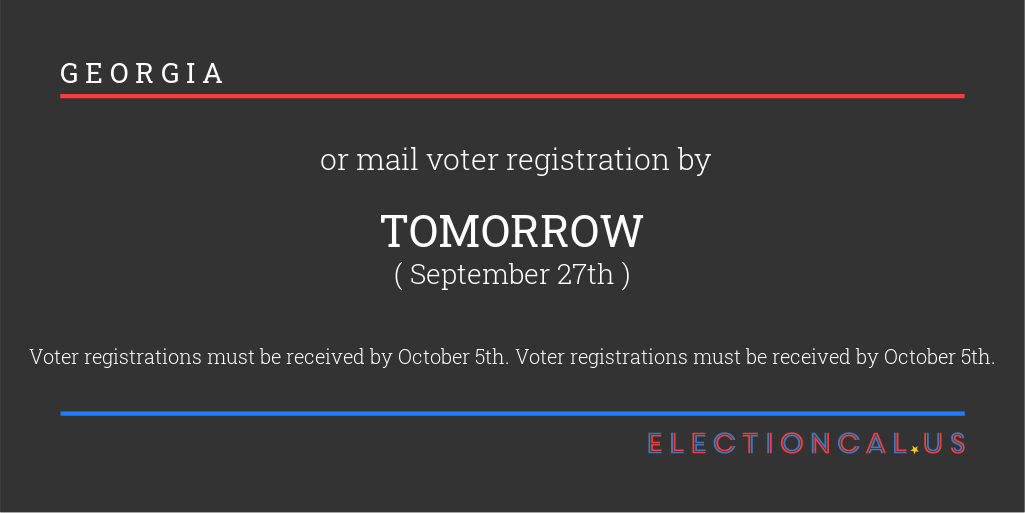 GEORGIA
or mail voter registration by
TOMORROW
( September 27th )
Voter registrations must be received by October 5th. Voter registrations must be received by October 5th.
ELECTIONCAL.US